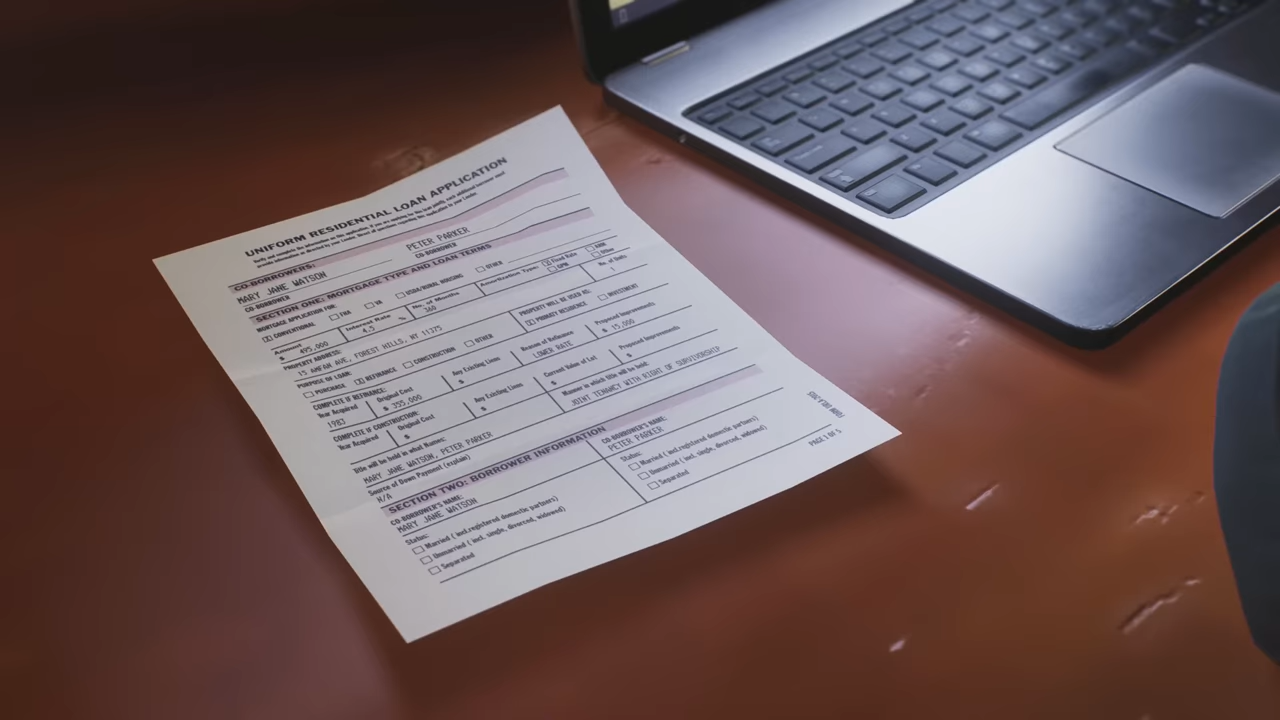 UNIFORM RESIDENTIAL LOAN APPLICATION
CO-BORROWERS:
MARY JANE WATSON PETER PARKER
CO-BORROWER CO-BORROWER
SECTION ONE: MORTGAGE TYPE AND LOAN TERMS
MORTGAGE APPLICATION FOR: FHA VA USDA/RURAL HOUSING OTHER Amortization Type: Fixed Rate ARM
CONVENTIONAL GPM Other
Amount Interest Rate No. of Months No. of Units
$ 495,000 4.5 % 360 1
PROPERTY ADDRESS: PROPERTY WILL BE USED AS:
FOREST HILLS, NY 11375 PRIMARY RESIDENCE INVESTMENT
PURPOSE OF LOAN:
PURCHASE REFINANCE CONSTRUCTION OTHER
COMPLETE IF REFINANCE:
Year Acquired Original Cost Any Existing Liens Reason of Refinance Proposed Improvements
1983 $ 355,000 $ LOWER RATE $ 15,000
COMPLETE IF CONSTRUCTION:
Year Acquired Original Cost Any Existing Liens Current Value of Lot Proposed Improvements
$ $ $ $
Title will be held in what Names: Manner in which title will be held:
MARY JANE WATSON, PETER PARKER JOINT TENANCY WITH RIGHT OF SURVIVORSHIP
Source of Down Payment (explain)
N/A
SECTION TWO: BORROWER INFORMATION
CO-BORROWER'S NAME: CO-BORROWER'S NAME:
MARY JANE WATSON PETER PARKER
Status: Status:
Married ( incl.registered domestic partners) Married ( incl.registered domestic partners)
Unmarried ( incl. single, divorced, widowed) Unmarried ( incl. single, divorced, widowed)
Separated Separated
PAGE 1 OF 5